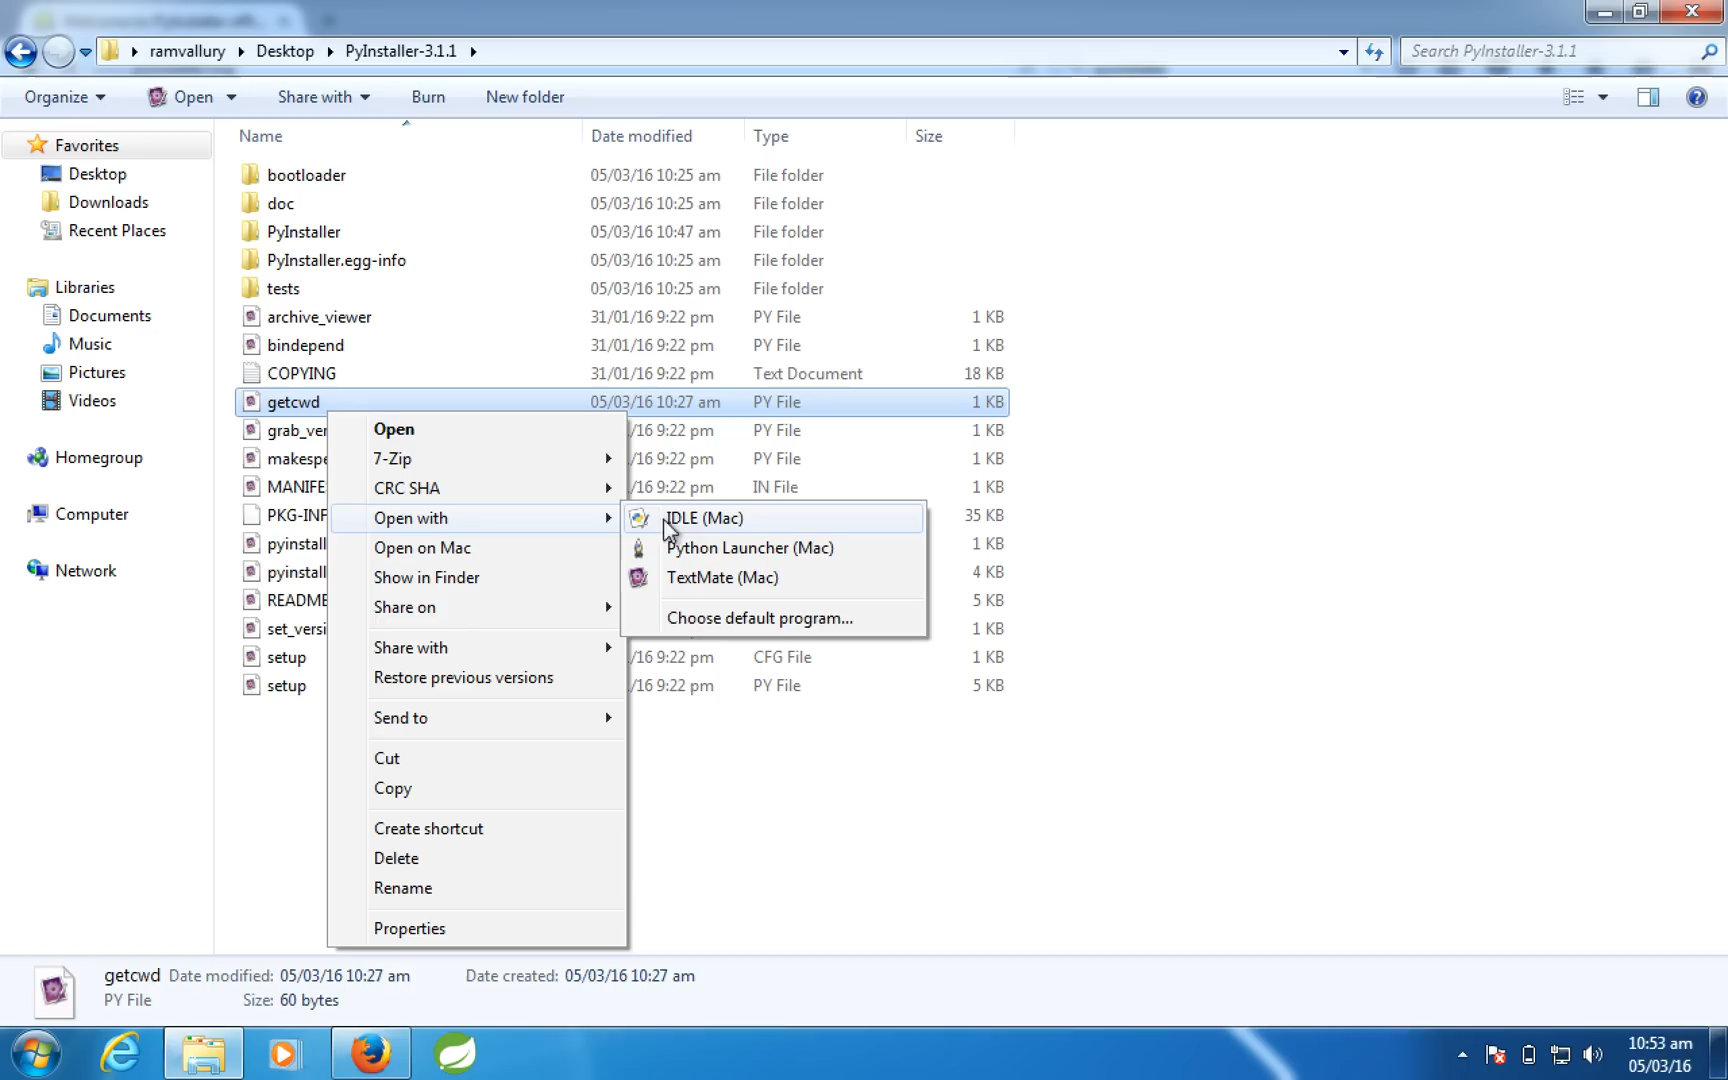 ramvallury Desktop PyInstaller-3.1.1
Search PyInstaller-3.1.1
Organize Open Share with Burn New folder
Name Date modified Type Size
Favorites
Desktop
Downloads
Recent Places
Libraries
Documents
Music
Pictures
Videos
Homegroup
Computer
Network
bootloader 05/03/16 10:25 am File folder
doc 05/03/16 10:25 am File folder
PyInstaller 05/03/16 10:47 am File folder
PyInstaller.egg-info 05/03/16 10:25 am File folder
tests 05/03/16 10:25 am File folder
archive_viewer 31/01/16 9:22 pm PY File 1 KB
bindepend 31/01/16 9:22 pm PY File 1 KB
COPYING 31/01/16 9:22 pm Text Document 18 KB
getcwd 05/03/16 10:27 am PY File 1 KB
grab_ver /16 9:22 pm PY File 1 KB
makespe /16 9:22 pm PY File 1 KB
MANIFE /16 9:22 pm IN File 1 KB
PKG-INF 35 KB
pyinstall 1 KB
pyinstall 1 KB
README 5 KB
set_versi 1 KB
setup /16 9:22 pm CFG File 1 KB
setup /16 9:22 pm PY File 5 KB
Open
7-Zip
CRC SHA
Open with
Open on Mac
Show in Finder
Share on
Share with
Restore previous versions
Send to
Cut
Copy
Create shortcut
Delete
Rename
Properties
IDLE (Mac)
Python Launcher (Mac)
TextMate (Mac)
Choose default program...
getcwd Date modified: 05/03/16 10:27 am Date created: 05/03/16 10:27 am
PY File Size: 60 bytes
10:53 am
05/03/16